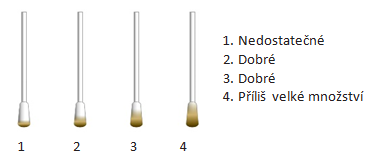 1. Nedostatečné
2. Dobré
3. Dobré
4. Příliš velké množství
1 2 3 4